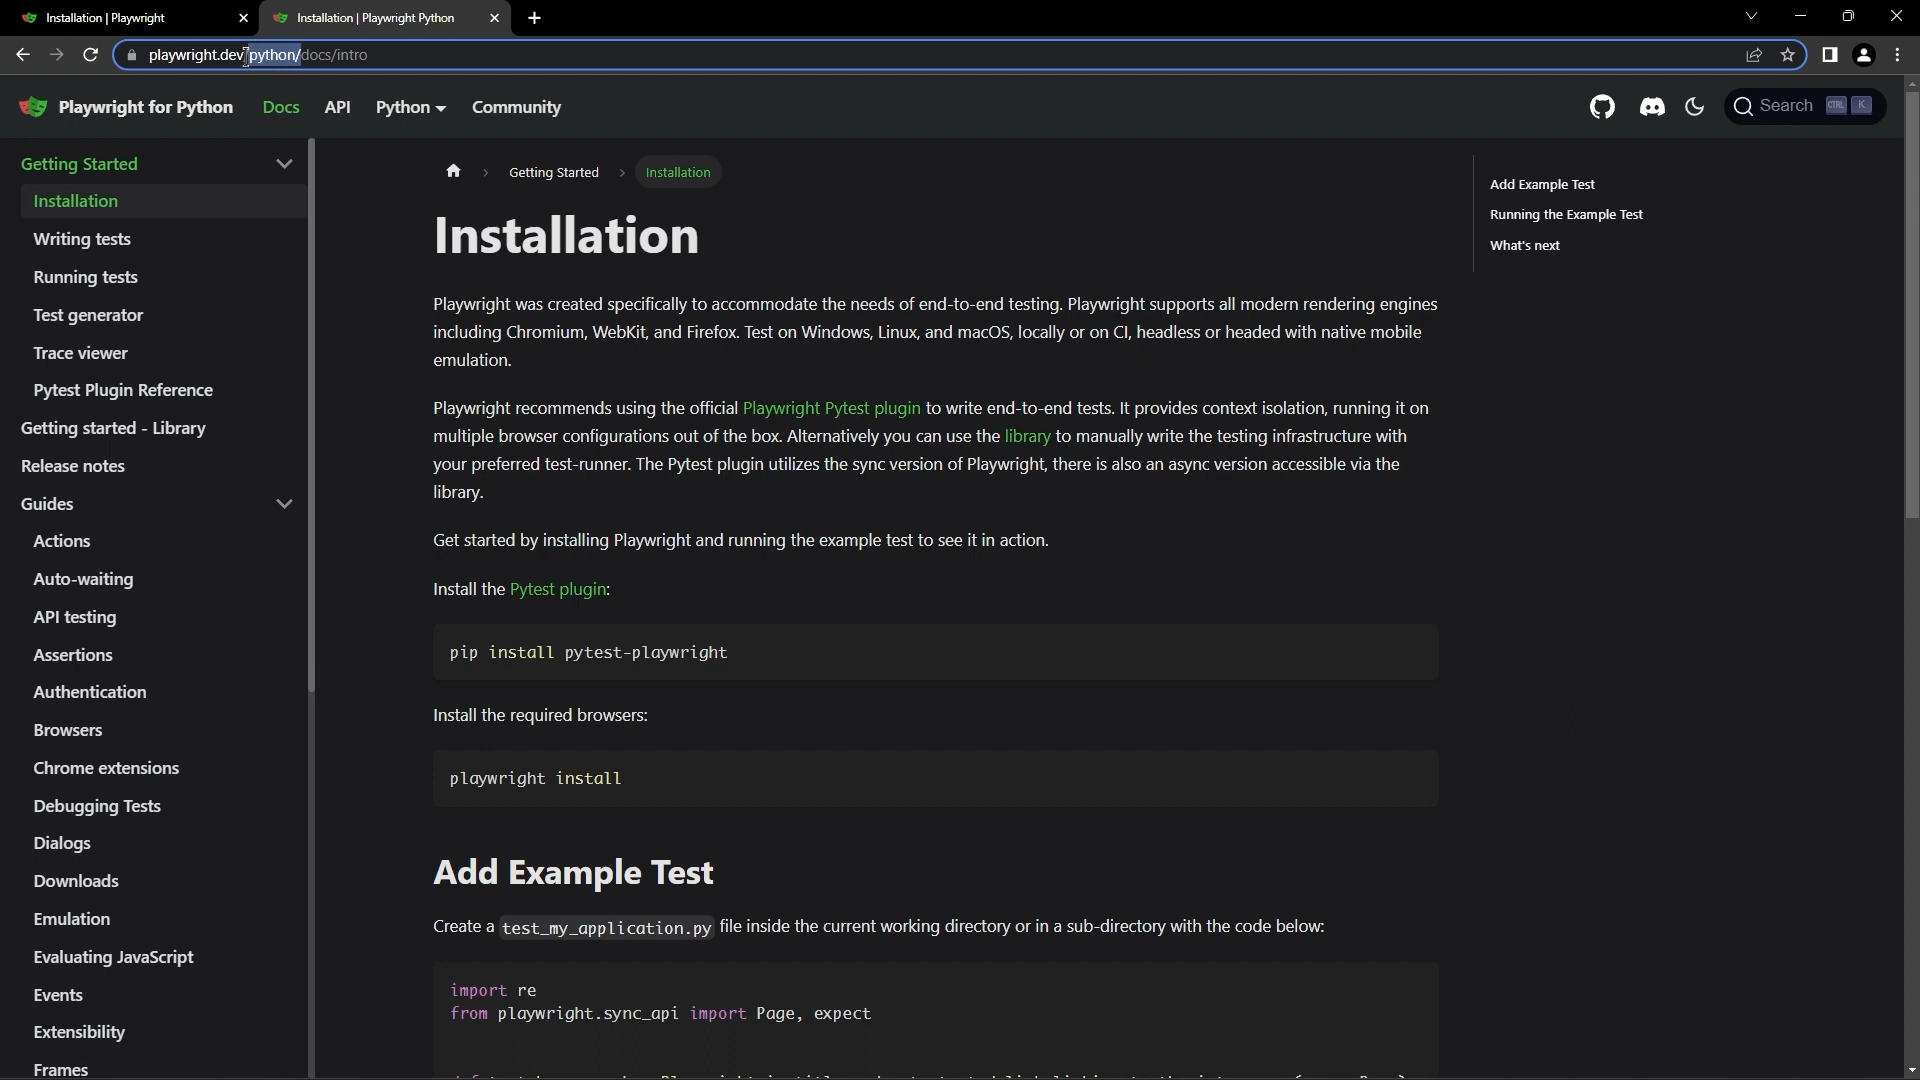 Installation | Playwright
Installation | Playwright Python
playwright.dev/python/docs/intro
Playwright for Python
Docs
API
Python
Community
Search
CTRL
K
Getting Started
Installation
Writing tests
Running tests
Test generator
Trace viewer
Pytest Plugin Reference
Getting started - Library
Release notes
Guides
Actions
Auto-waiting
API testing
Assertions
Authentication
Browsers
Chrome extensions
Debugging Tests
Dialogs
Downloads
Emulation
Evaluating JavaScript
Events
Extensibility
Frames
Getting Started
Installation
Installation
Playwright was created specifically to accommodate the needs of end-to-end testing. Playwright supports all modern rendering engines
including Chromium, WebKit, and Firefox. Test on Windows, Linux, and macOS, locally or on CI, headless or headed with native mobile
emulation.
Playwright recommends using the official Playwright Pytest plugin to write end-to-end tests. It provides context isolation, running it on
multiple browser configurations out of the box. Alternatively you can use the library to manually write the testing infrastructure with
your preferred test-runner. The Pytest plugin utilizes the sync version of Playwright, there is also an async version accessible via the
library.
Get started by installing Playwright and running the example test to see it in action.
Install the Pytest plugin:
pip install pytest-playwright
Install the required browsers:
playwright install
Add Example Test
Create a test_my_application.py file inside the current working directory or in a sub-directory with the code below:
import re
from playwright.sync_api import Page, expect
Add Example Test
Running the Example Test
What's next